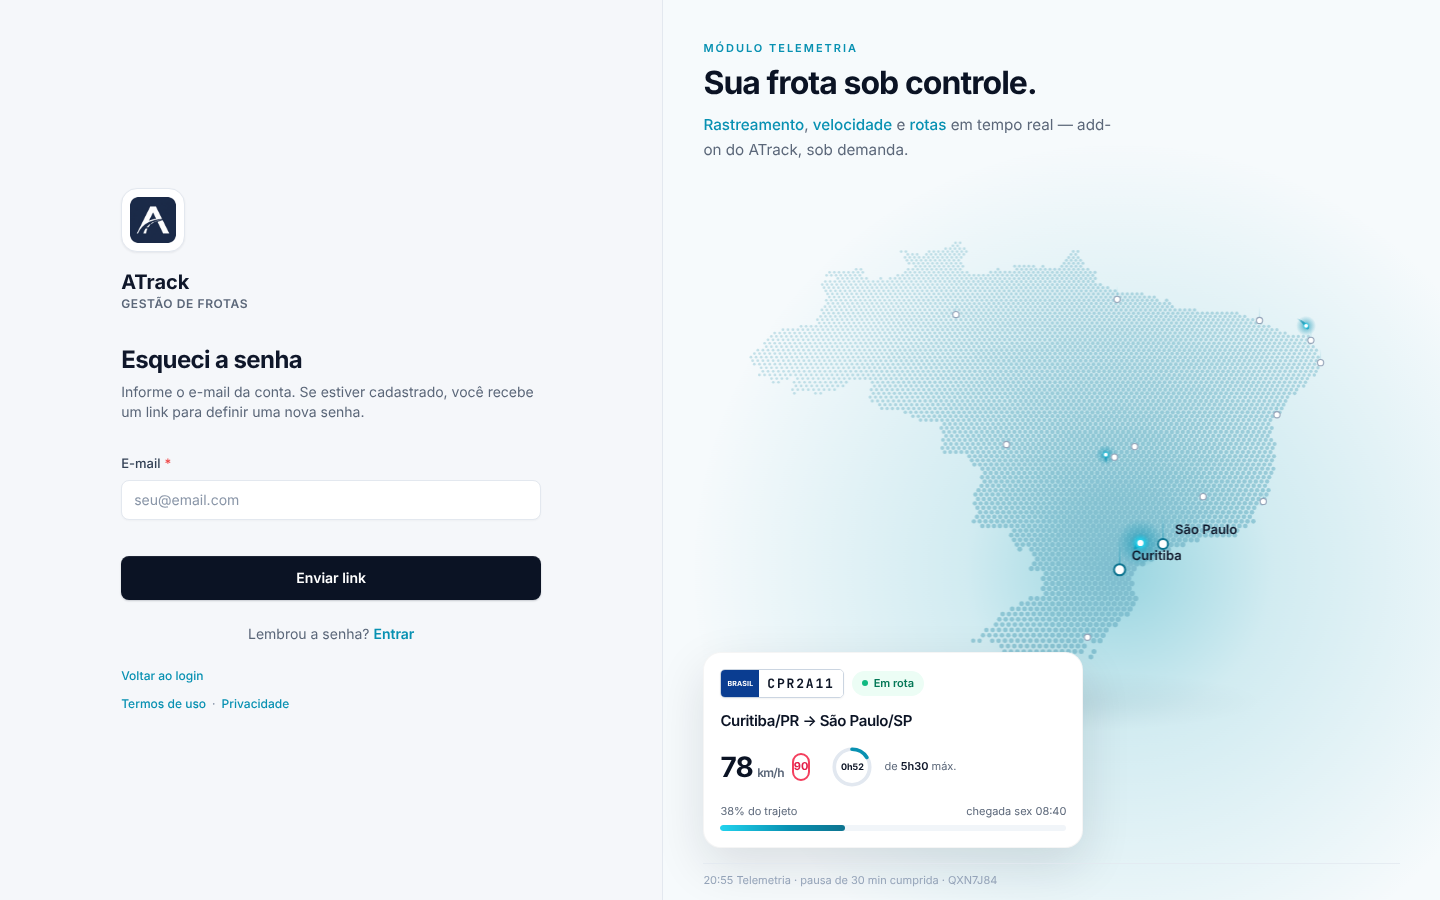 ATrack
GESTÃO DE FROTAS
Esqueci a senha
Informe o e-mail da conta. Se estiver cadastrado, você recebe
um link para definir uma nova senha.
E-mail *
seu@email.com
Enviar link
Lembrou a senha? Entrar
Voltar ao login
Termos de uso · Privacidade
MÓDULO TELEMETRIA
Sua frota sob controle.
Rastreamento, velocidade e rotas em tempo real — add-
on do ATrack, sob demanda.
São Paulo
Curitiba
BRASIL CPR2A11 Em rota
Curitiba/PR → São Paulo/SP
78 km/h 90 0h52 de 5h30 máx.
38% do trajeto chegada sex 08:40
20:55 Telemetria · pausa de 30 min cumprida · QXN7J84